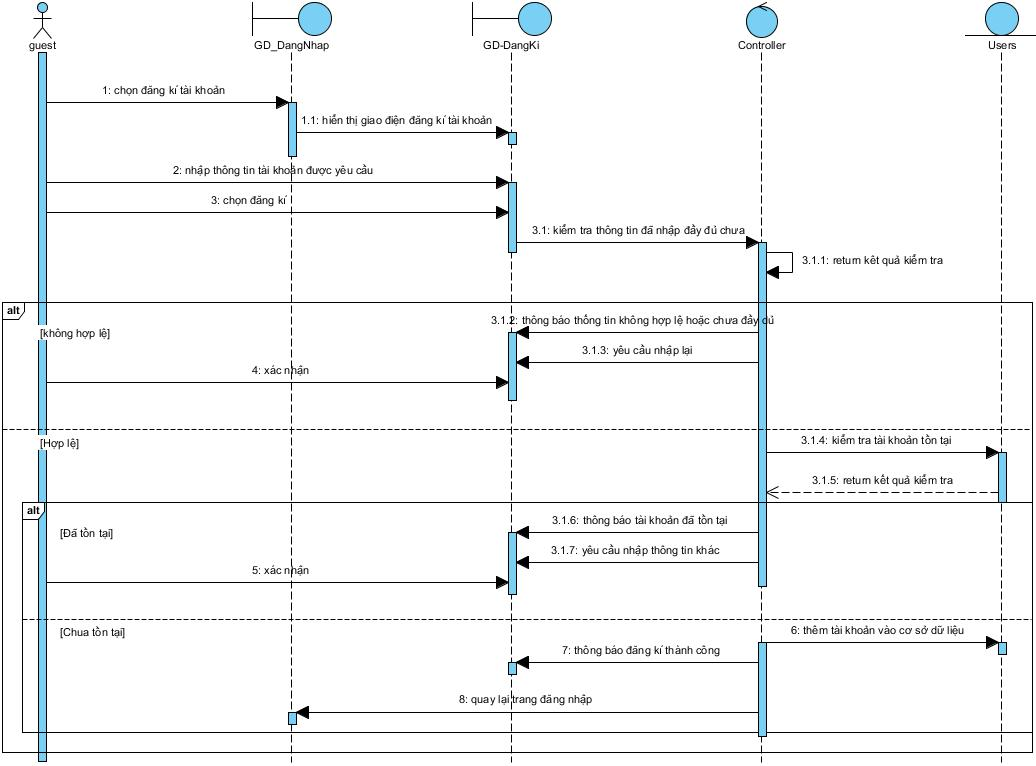 guest
GD_DangNhap
GD-DangKi
Controller
Users
1: chọn đăng kí tài khoản
1.1: hiển thị giao điện đăng kí tài khoản
2: nhập thông tin tài khoản được yêu cầu
3: chọn đăng kí
3.1: kiểm tra thông tin đã nhập đầy đủ chưa
3.1.1: return kết quả kiểm tra
alt
3.1.2: thông báo thống tin không hợp lệ hoặc chưa đầy đủ
[không hợp lệ]
3.1.3: yêu cầu nhập lại
4: xác nhận
[Hợp lệ]
3.1.4: kiểm tra tài khoản tồn tại
3.1.5: return kết quả kiểm tra
alt
3.1.6: thông báo tài khoản đã tồn tại
[Đã tồn tại]
3.1.7: yêu cầu nhập thông tin khác
5: xác nhận
[Chua tồn tại]
6: thêm tài khoản vào cơ sở dữ liệu
7: thông báo đăng kí thành công
8: quay lại trang đăng nhập